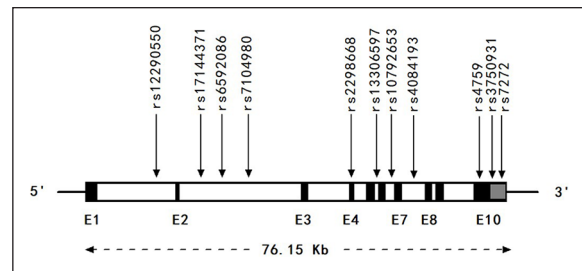 rs12290550
rs17144371
rs6592086
rs7104980
rs2298668
rs13306597
rs10792653
rs4084193
rs4759
rs3750931
rs7272
5' 3'
E1 E2 E3 E4 E7 E8 E10
76.15 Kb